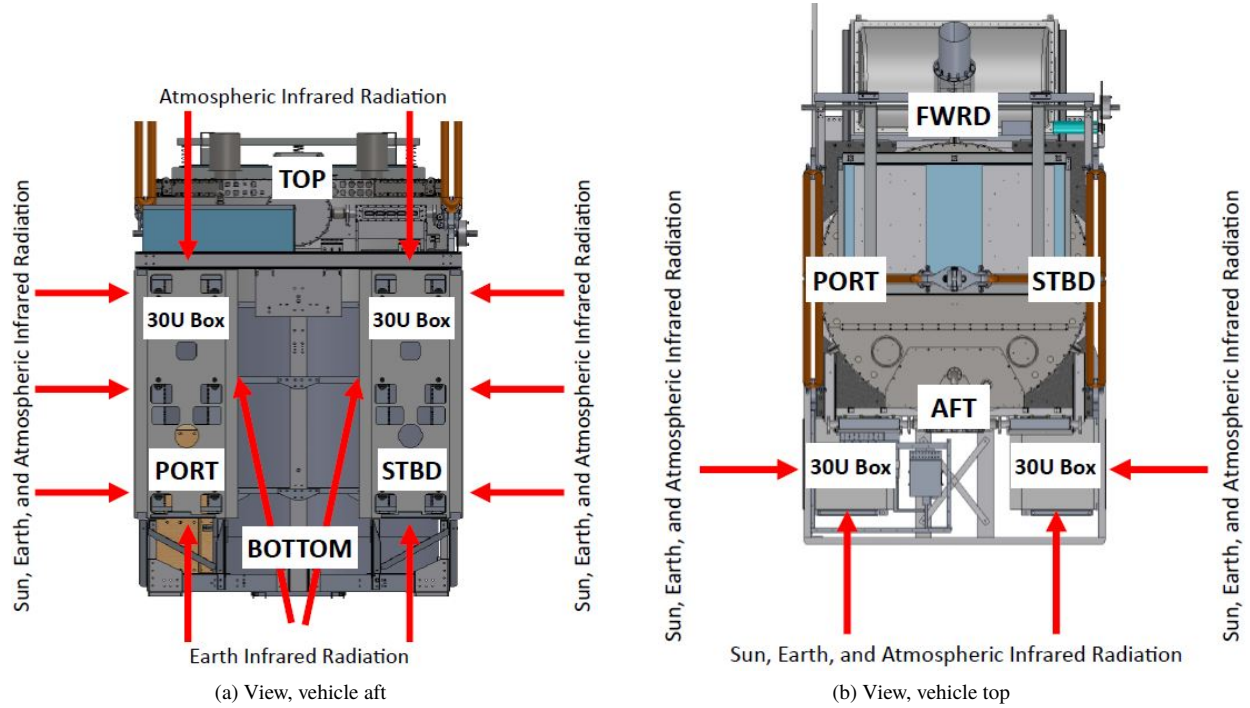 Atmospheric Infrared Radiation
TOP
Sun, Earth, and Atmospheric Infrared Radiation
30U Box
30U Box
Sun, Earth, and Atmospheric Infrared Radiation
PORT
STBD
BOTTOM
Earth Infrared Radiation
(a) View, vehicle aft
FWRD
Sun, Earth, and Atmospheric Infrared Radiation
PORT
STBD
Sun, Earth, and Atmospheric Infrared Radiation
AFT
30U Box
30U Box
Sun, Earth, and Atmospheric Infrared Radiation
(b) View, vehicle top